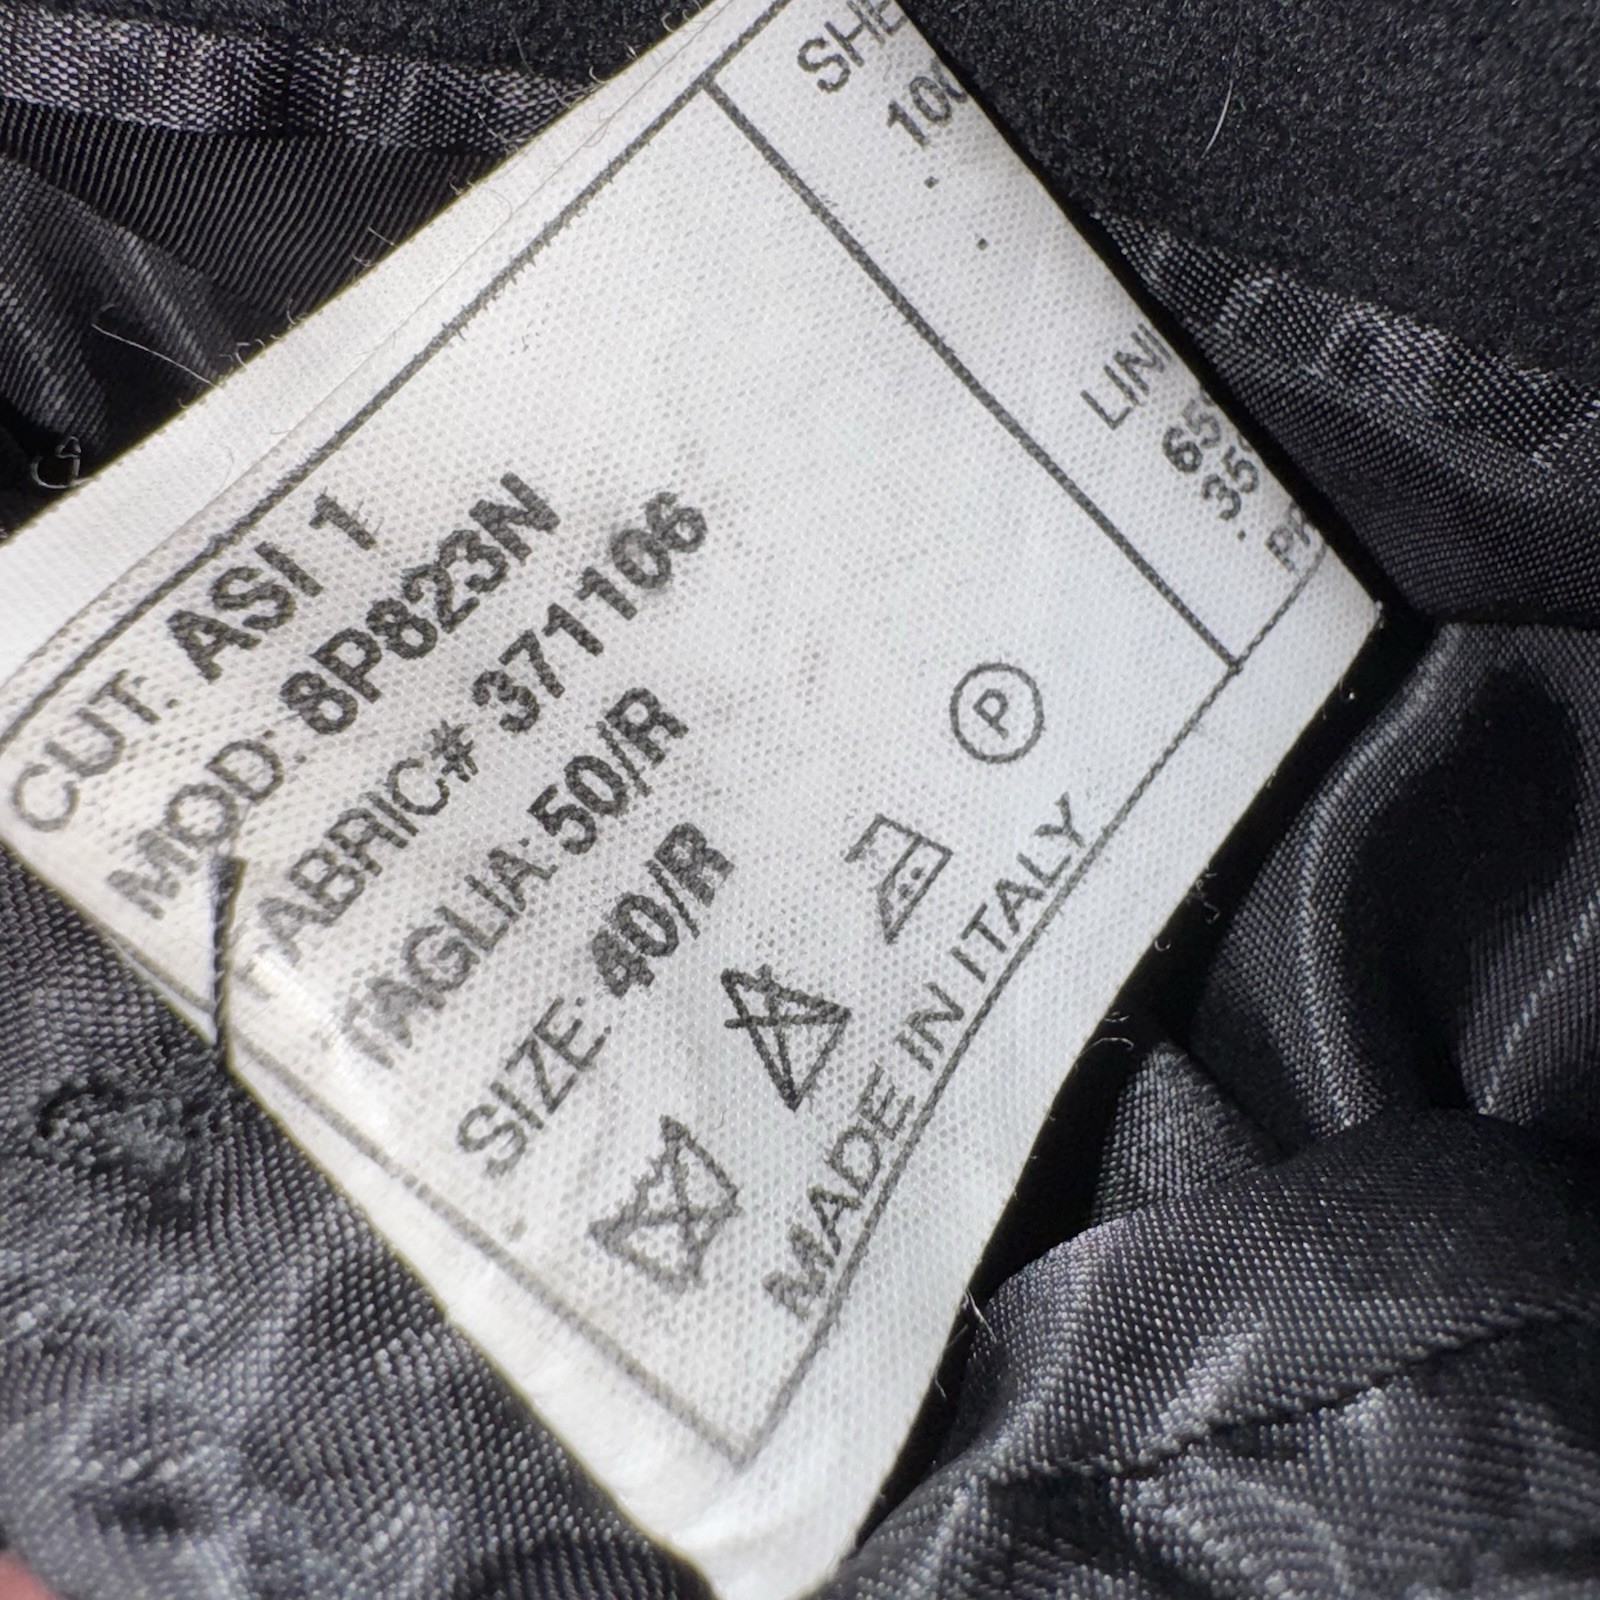 CUT: ASI 1
MOD: 8P823N
FABRIC# 371106
TAGLIA: 50/R
SIZE: 40/R
P
MADE IN ITALY